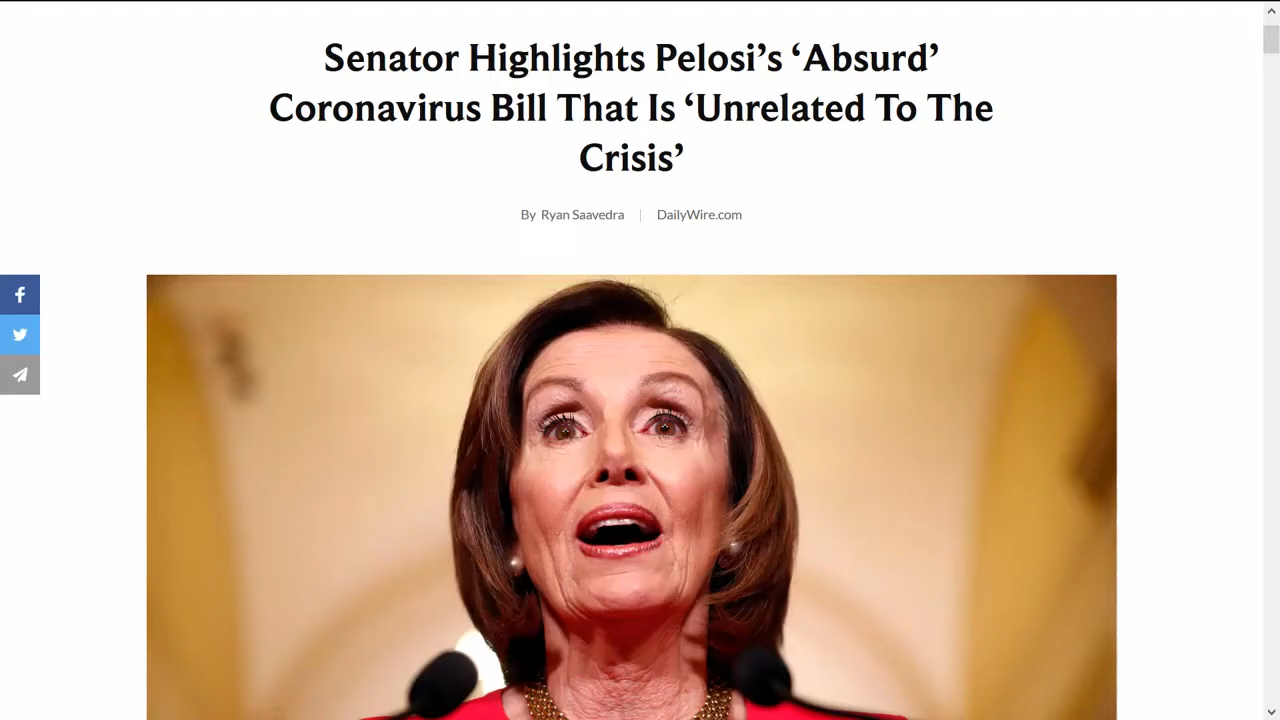 Senator Highlights Pelosi’s ‘Absurd’
Coronavirus Bill That Is ‘Unrelated To The
Crisis’
By Ryan Saavedra | DailyWire.com